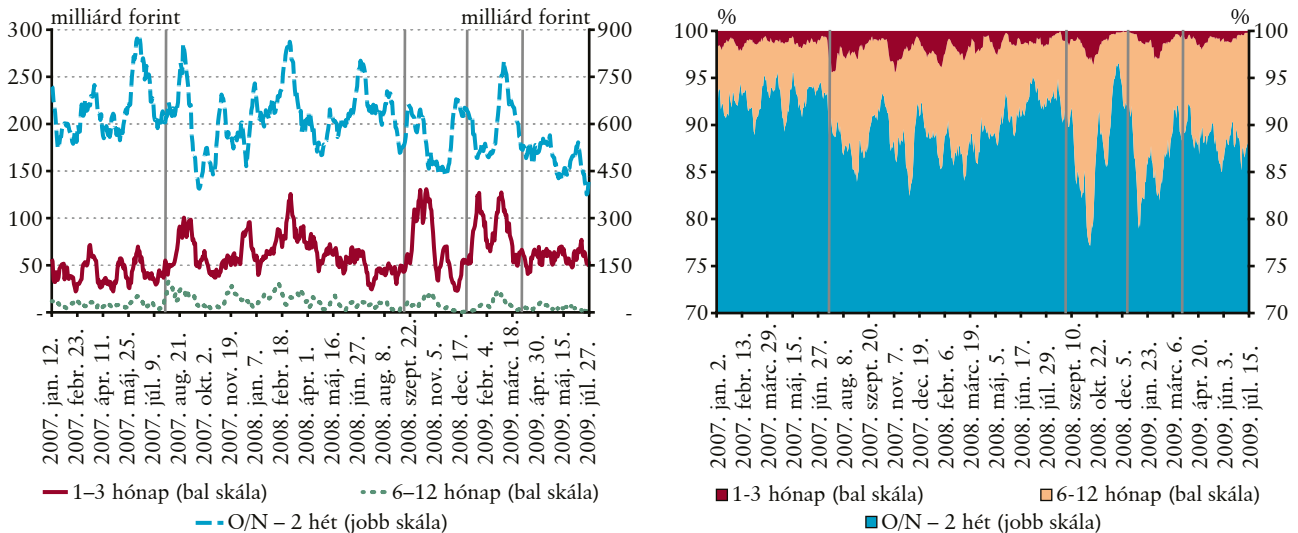 milliárd forint
milliárd forint
300
250
200
150
100
50
-
900
750
600
450
300
150
-
2007. jan. 12.
2007. febr. 23.
2007. ápr. 11.
2007. máj. 25.
2007. júl. 9.
2007. aug. 21.
2007. okt. 2.
2007. nov. 19.
2008. jan. 7.
2008. febr. 18.
2008. ápr. 1.
2008. máj. 16.
2008. jún. 27.
2008. aug. 8.
2008. szept. 22.
2008. nov. 5.
2008. dec. 17.
2009. febr. 4.
2009. márc. 18.
2009. ápr. 30.
2009. máj. 15.
2009. júl. 27.
1–3 hónap (bal skála)
6–12 hónap (bal skála)
O/N – 2 hét (jobb skála)
%
%
100
95
90
85
80
75
70
100
95
90
85
80
75
70
2007. jan. 2.
2007. febr. 13.
2007. márc. 29.
2007. máj. 15.
2007. jún. 27.
2007. aug. 8.
2007. szept. 20.
2007. nov. 7.
2007. dec. 19.
2008. febr. 6.
2008. márc. 19.
2008. máj. 5.
2008. jún. 17.
2008. júl. 29.
2008. szept. 10.
2008. okt. 22.
2008. dec. 5.
2009. jan. 23.
2009. márc. 6.
2009. ápr. 20.
2009. jún. 3.
2009. júl. 15.
1-3 hónap (bal skála)
6-12 hónap (bal skála)
O/N – 2 hét (jobb skála)